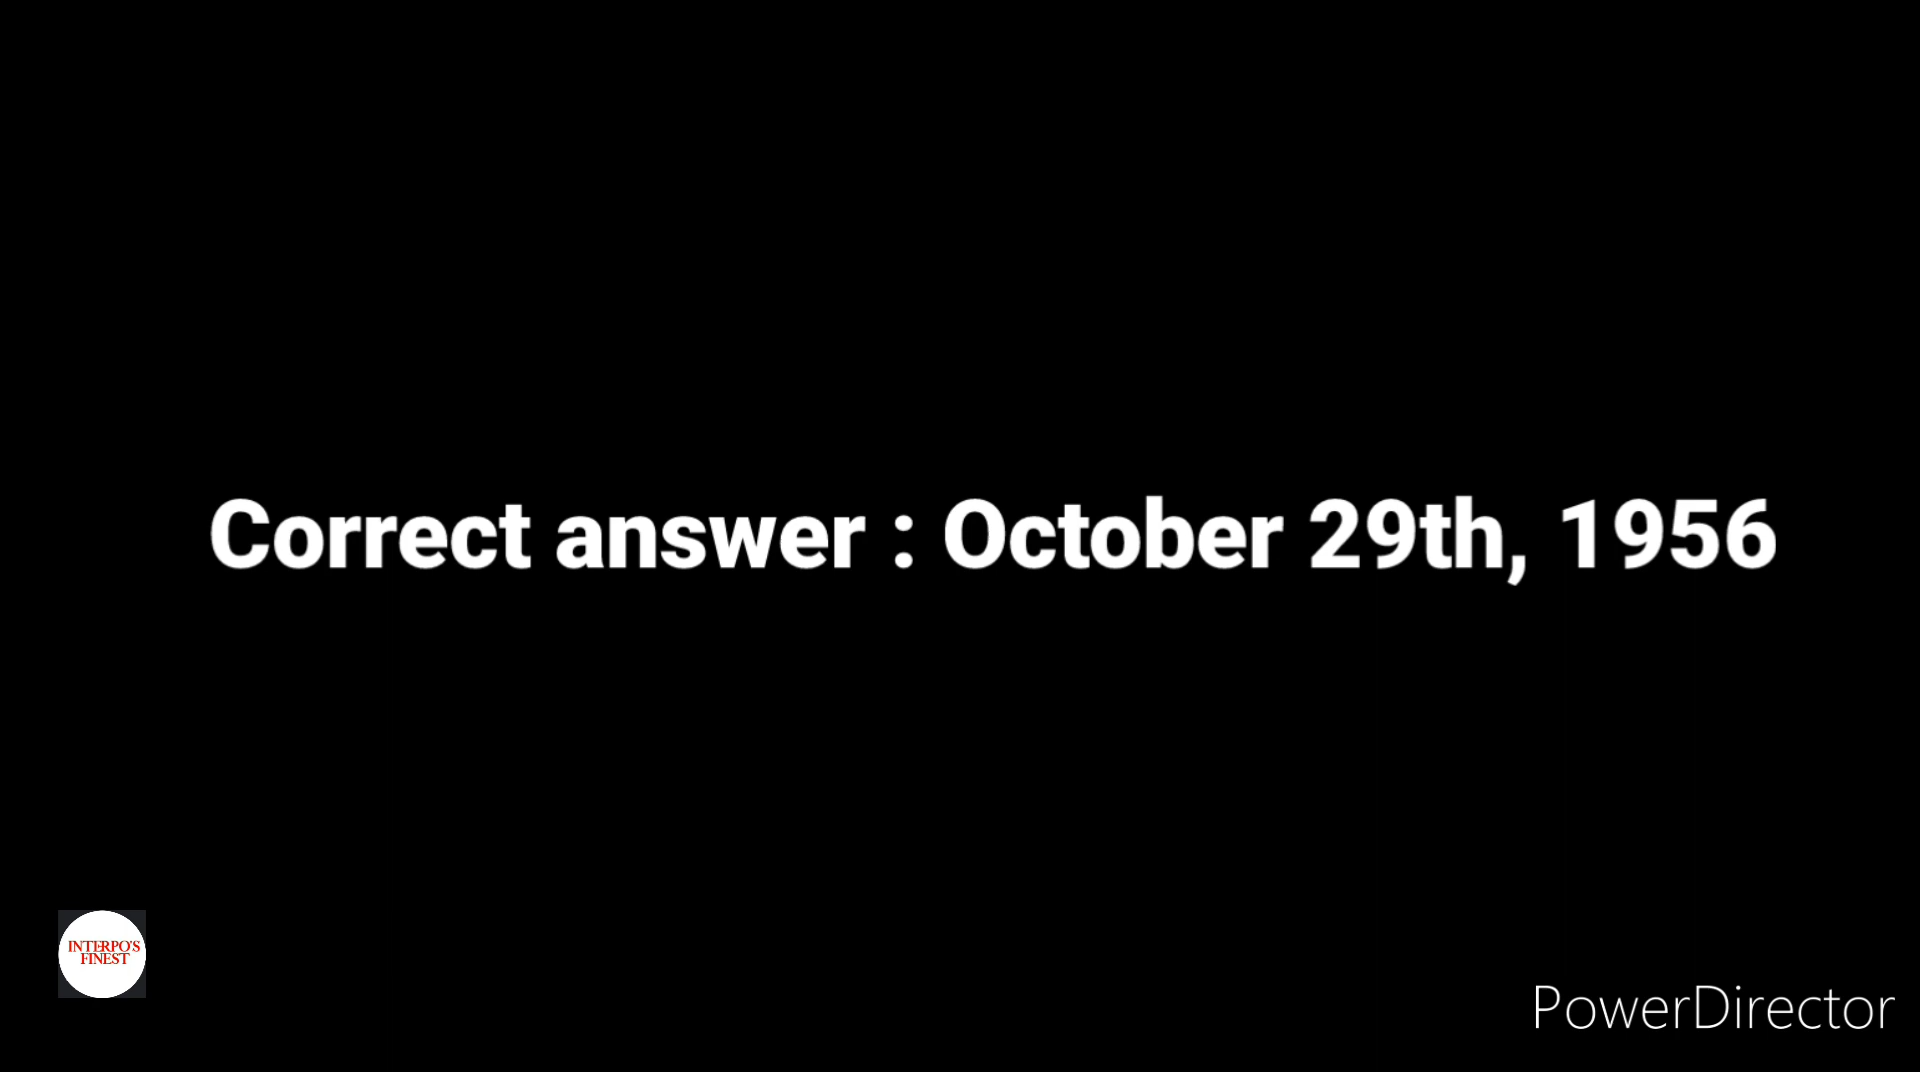 Correct answer : October 29th, 1956
INTERPO'S
FINEST
PowerDirector